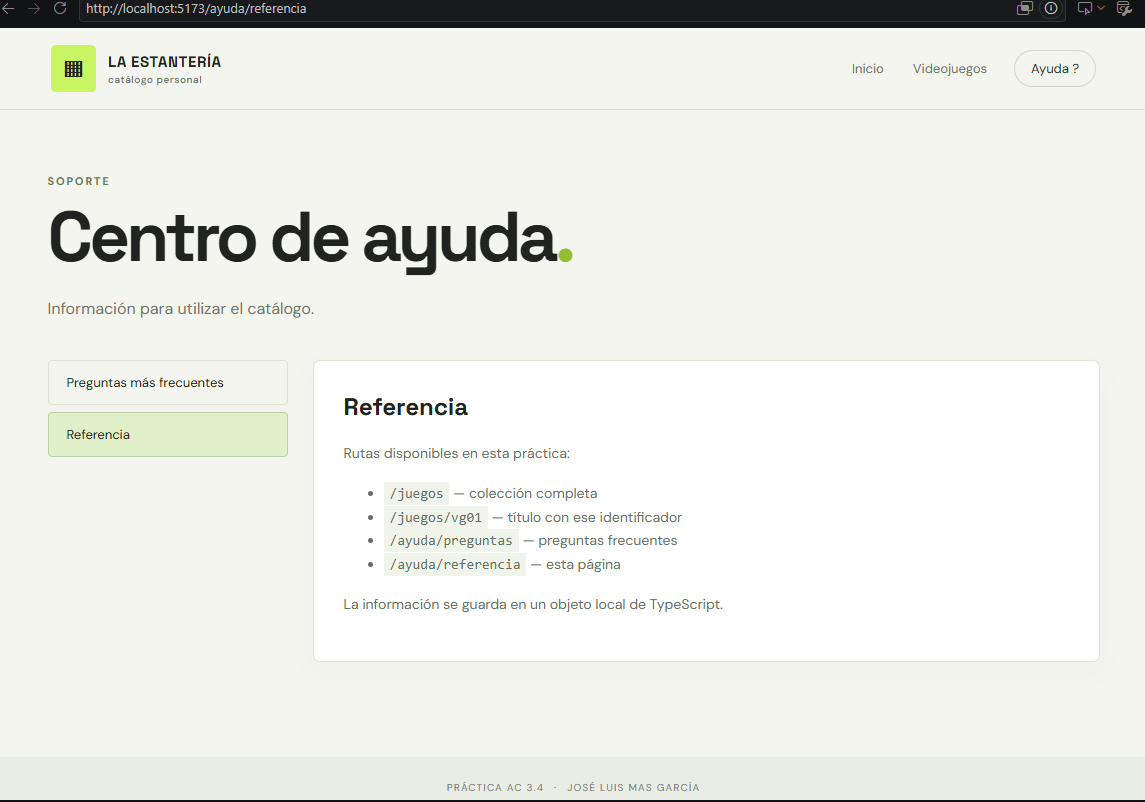 http://localhost:5173/ayuda/referencia
LA ESTANTERÍA
catálogo personal
Inicio
Videojuegos
Ayuda ?
SOPORTE
Centro de ayuda.
Información para utilizar el catálogo.
Preguntas más frecuentes
Referencia
Referencia
Rutas disponibles en esta práctica:
/juegos — colección completa
/juegos/vg01 — título con ese identificador
/ayuda/preguntas — preguntas frecuentes
/ayuda/referencia — esta página
La información se guarda en un objeto local de TypeScript.
PRÁCTICA AC 3.4 · JOSÉ LUIS MAS GARCÍA